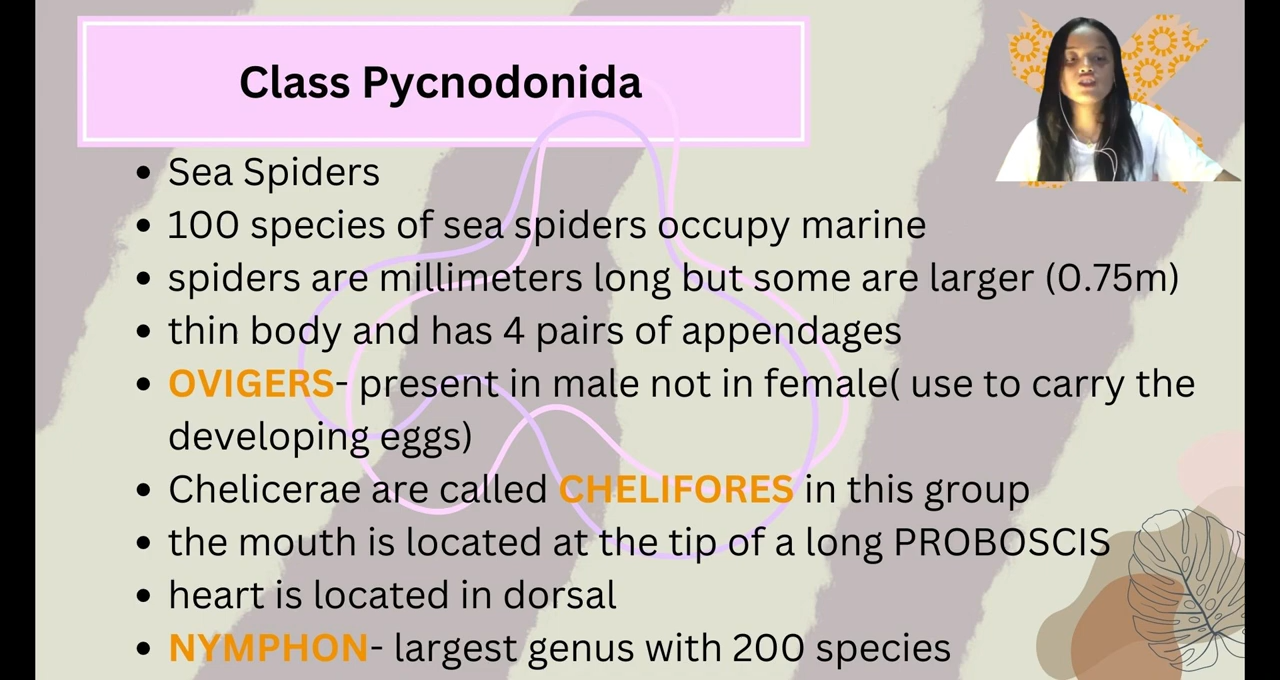 Class Pycnodonida
• Sea Spiders
• 100 species of sea spiders occupy marine
• spiders are millimeters long but some are larger (0.75m)
• thin body and has 4 pairs of appendages
• OVIGERS- present in male not in female( use to carry the
developing eggs)
• Chelicerae are called CHELIFORES in this group
• the mouth is located at the tip of a long PROBOSCIS
• heart is located in dorsal
• NYMPHON- largest genus with 200 species